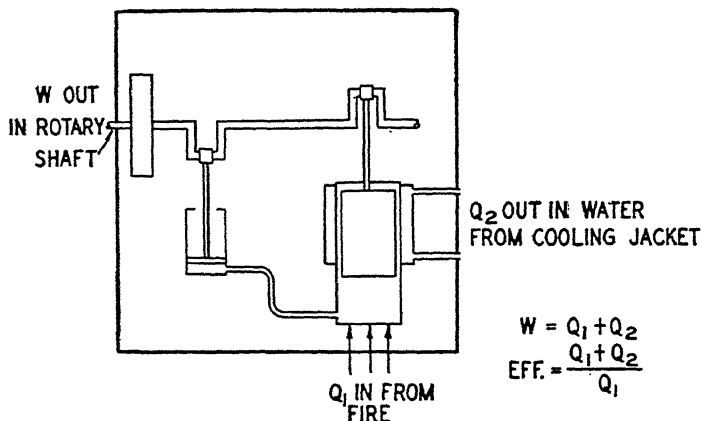 W OUT
IN ROTARY
SHAFT
Q₂ OUT IN WATER
FROM COOLING JACKET
W = Q₁ + Q₂
EFF. = Q₁ + Q₂
Q₁
Q₁ IN FROM
FIRE